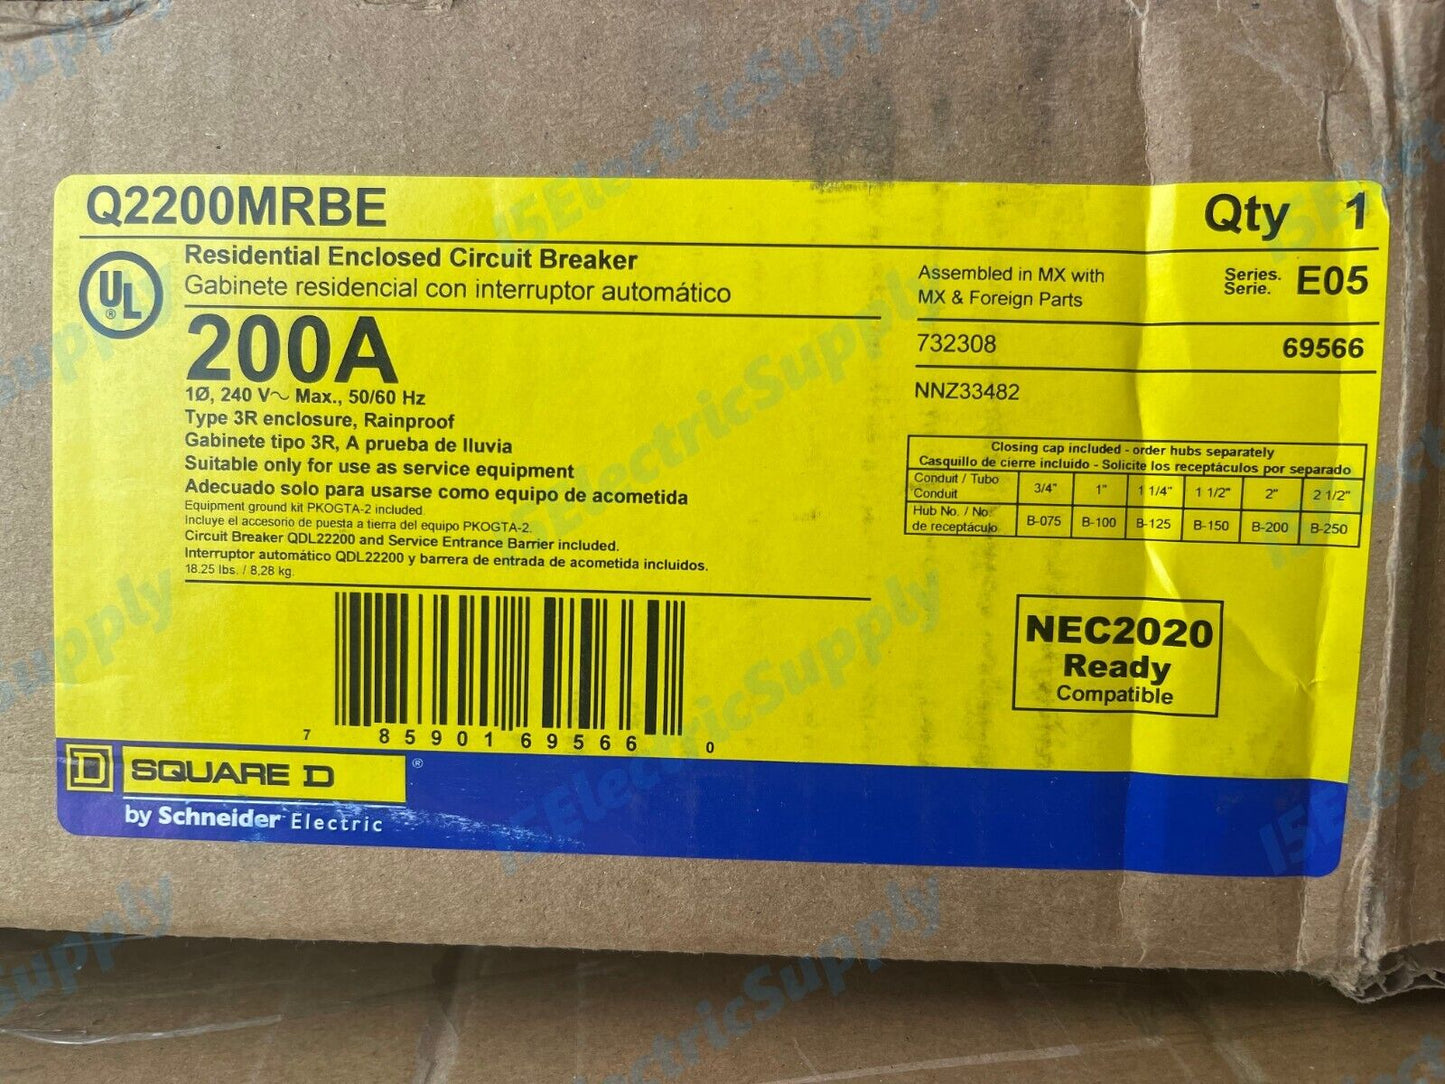 Q2200MRBE
Qty 1
UL
®
Residential Enclosed Circuit Breaker
Gabinete residencial con interruptor automático
200A
1Ø, 240 V~ Max., 50/60 Hz
Type 3R enclosure, Rainproof
Gabinete tipo 3R, A prueba de lluvia
Suitable only for use as service equipment
Adecuado solo para usarse como equipo de acometida
Equipment ground kit PKOGTA-2 included
Incluye el accesorio de puesta a tierra del equipo PKOGTA-2.
Circuit Breaker QDL22200 and Service Entrance Barrier included.
Interruptor automático QDL22200 y barrera de entrada de acometida incluidos.
18.25 lbs. / 8,28 kg.
Assembled in MX with
MX & Foreign Parts
Series.
Serie.
E05
732308 69566
NNZ33482
Closing cap included - order hubs separately
Casquillo de cierre incluido - Solicite los receptáculos por separado
Conduit / Tubo
Conduit
3/4" 1" 1 1/4" 1 1/2" 2" 2 1/2"
Hub No. / No.
de receptáculo
B-075 B-100 B-125 B-150 B-200 B-250
NEC2020
Ready
Compatible
7 85901 69566 0
D SQUARE D ®
by Schneider Electric
I5ElectricSupply
I5ElectricSupply
I5ElectricSupply
I5ElectricSupply